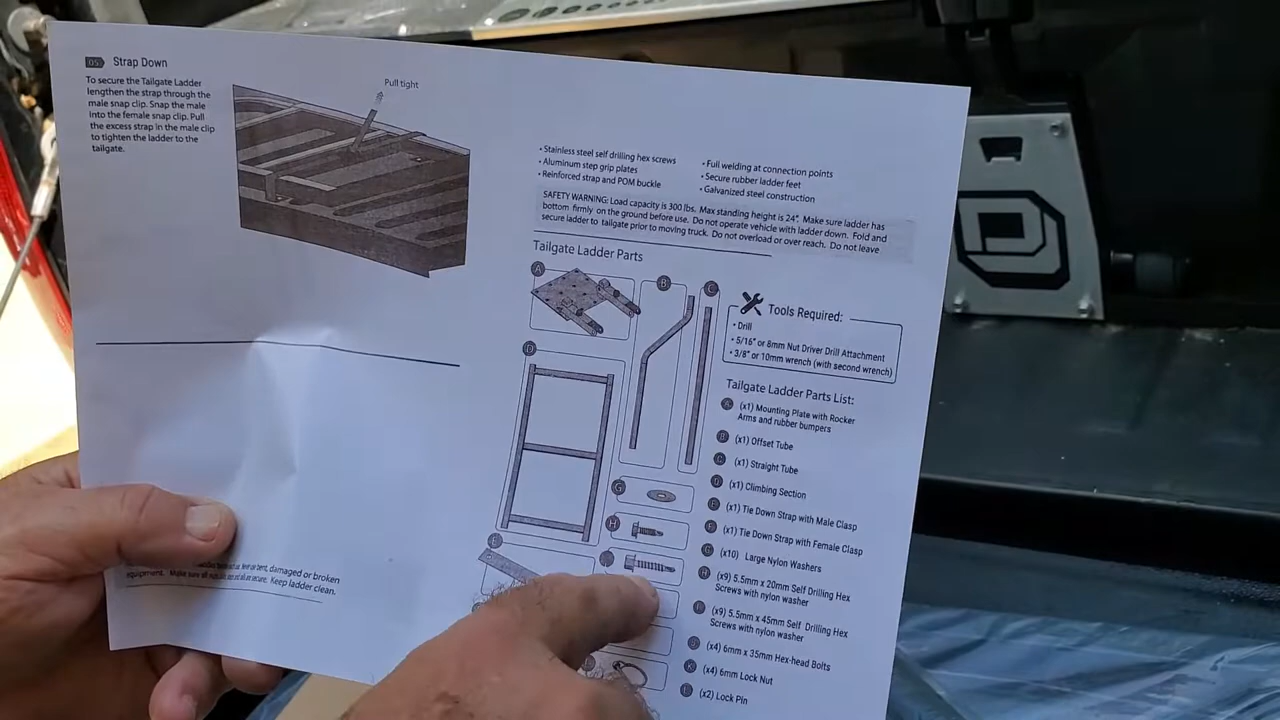 05 Strap Down
To secure the Tailgate Ladder
lengthen the strap through the
male snap clip. Snap the male
into the female snap clip. Pull
the excess strap in the male clip
to tighten the ladder to the
tailgate.
Pull tight
damaged or broken
equipment. Make sure all secure. Keep ladder clean.
• Stainless steel self drilling hex screws
• Aluminum step grip plates
• Reinforced strap and POM buckle
• Full welding at connection points
• Secure rubber ladder feet
• Galvanized steel construction
SAFETY WARNING: Load capacity is 300 lbs. Max standing height is 24". Make sure ladder has
bottom firmly on the ground before use. Do not operate vehicle with ladder down. Fold and
secure ladder to tailgate prior to moving truck. Do not overload or over reach. Do not leave
Tailgate Ladder Parts
A
B
C
D
E
G
H
Tools Required:
• Drill
• 5/16" or 8mm Nut Driver Drill Attachment
• 3/8" or 10mm wrench (with second wrench)
Tailgate Ladder Parts List:
A (x1) Mounting Plate with Rocker
Arms and rubber bumpers
B (x1) Offset Tube
C (x1) Straight Tube
D (x1) Climbing Section
E (x1) Tie Down Strap with Male Clasp
F (x1) Tie Down Strap with Female Clasp
G (x10) Large Nylon Washers
H (x9) 5.5mm x 20mm Self Drilling Hex
Screws with nylon washer
(x9) 5.5mm x 45mm Self Drilling Hex
Screws with nylon washer
(x4) 6mm x 35mm Hex-head Bolts
K (x4) 6mm Lock Nut
(x2) Lock Pin